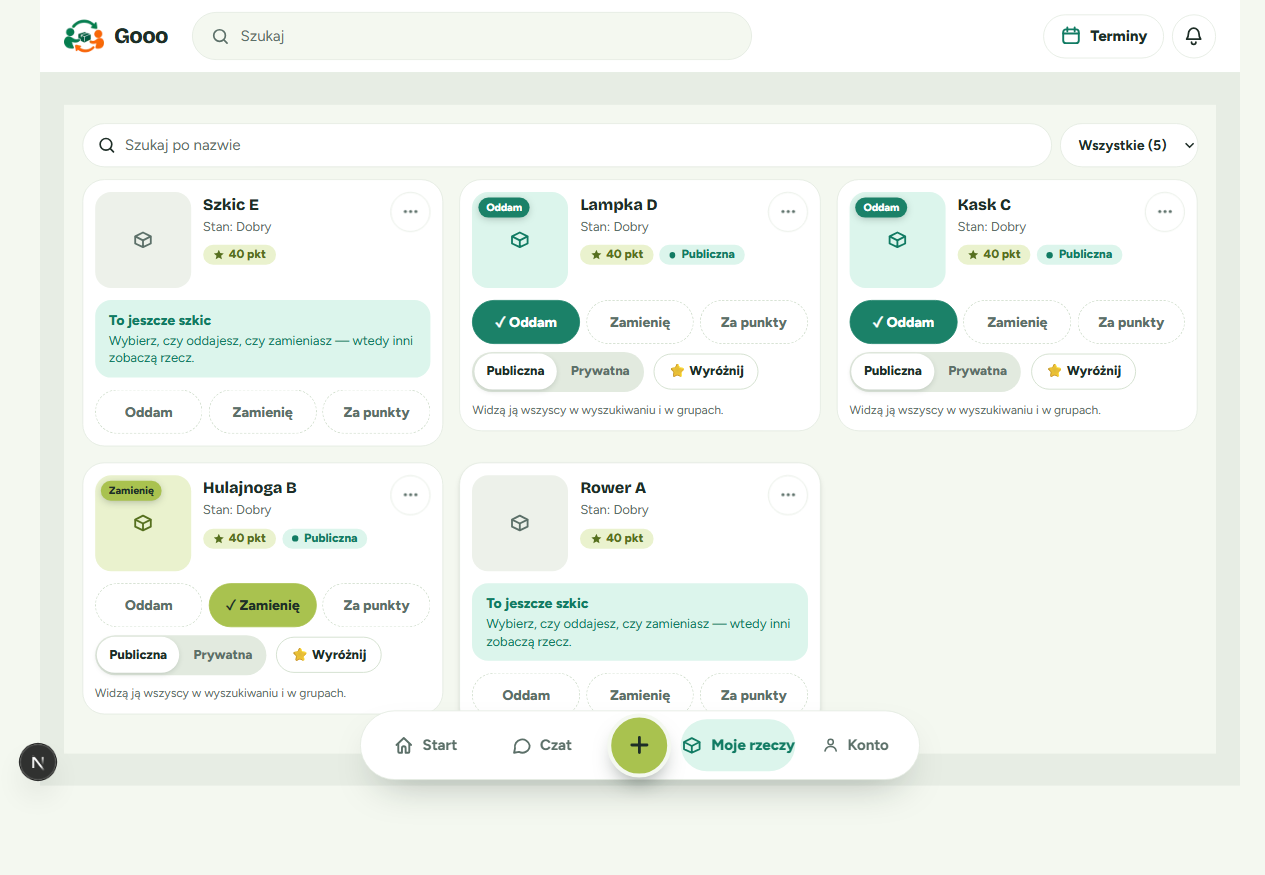 Gooo
Szukaj
Terminy
Szukaj po nazwie
Wszystkie (5)
Szkic E
Stan: Dobry
★ 40 pkt
To jeszcze szkic
Wybierz, czy oddajesz, czy zamieniasz — wtedy inni
zobaczą rzecz.
Oddam Zamienię Za punkty
Oddam
Lampka D
Stan: Dobry
★ 40 pkt • Publiczna
✓ Oddam Zamienię Za punkty
Publiczna Prywatna ⭐ Wyróżnij
Widzą ją wszyscy w wyszukiwaniu i w grupach.
Oddam
Kask C
Stan: Dobry
★ 40 pkt • Publiczna
✓ Oddam Zamienię Za punkty
Publiczna Prywatna ⭐ Wyróżnij
Widzą ją wszyscy w wyszukiwaniu i w grupach.
Zamienię
Hulajnoga B
Stan: Dobry
★ 40 pkt • Publiczna
Oddam ✓ Zamienię Za punkty
Publiczna Prywatna ⭐ Wyróżnij
Widzą ją wszyscy w wyszukiwaniu i w grupach.
Rower A
Stan: Dobry
★ 40 pkt
To jeszcze szkic
Wybierz, czy oddajesz, czy zamieniasz — wtedy inni
zobaczą rzecz.
Oddam Zamienię Za punkty
Start Czat + Moje rzeczy Konto
N